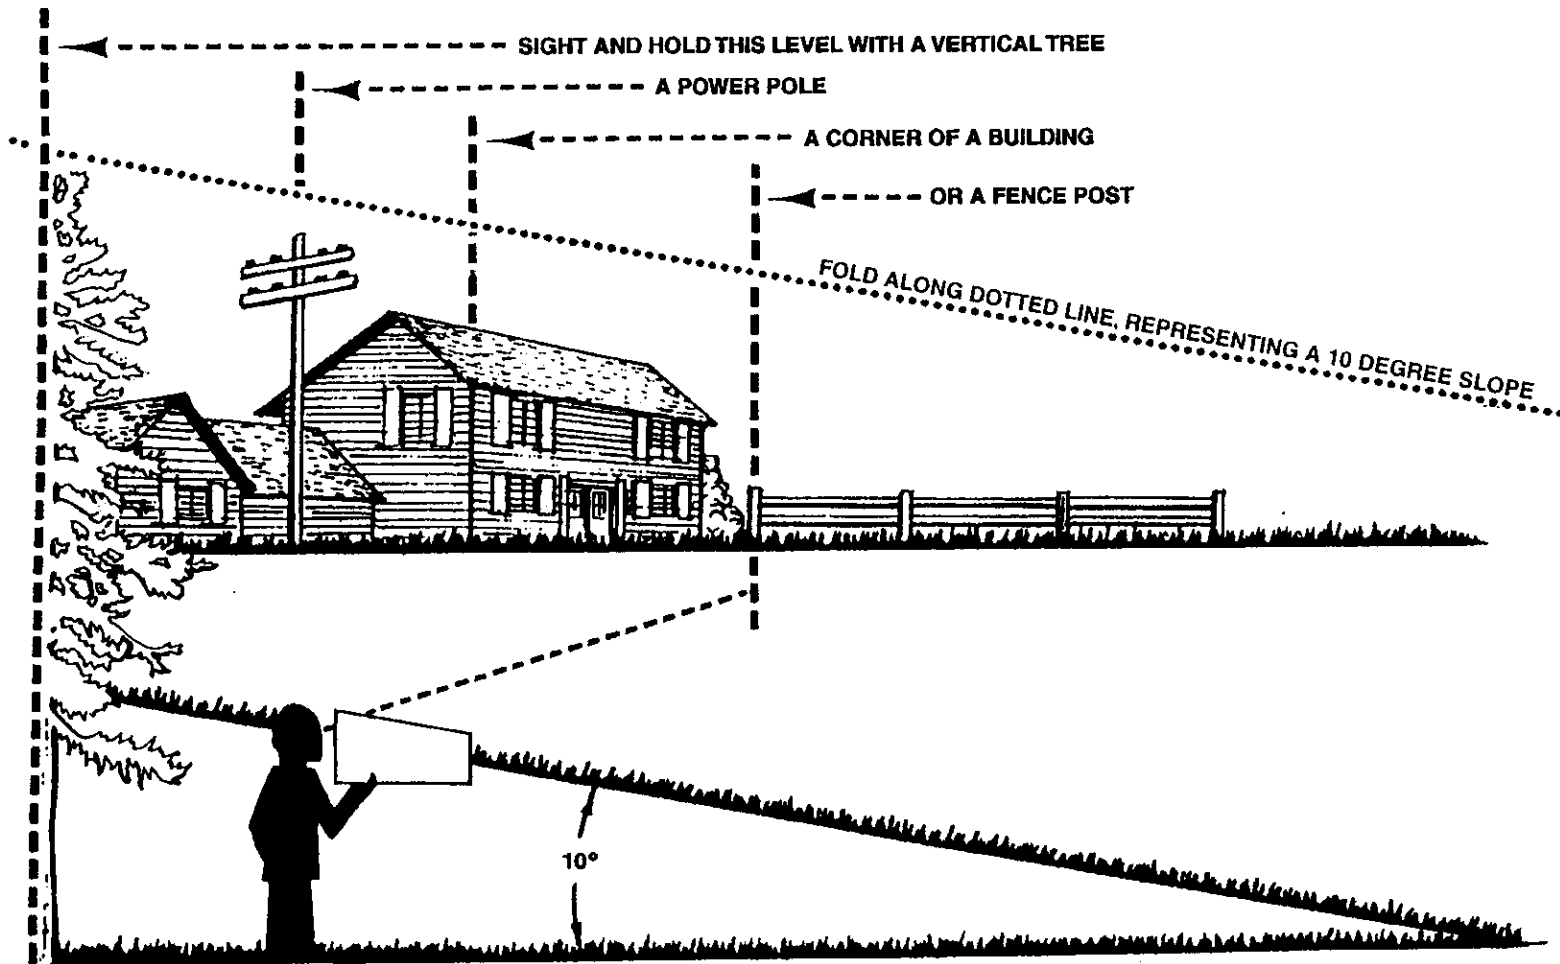 SIGHT AND HOLD THIS LEVEL WITH A VERTICAL TREE
A POWER POLE
A CORNER OF A BUILDING
OR A FENCE POST
FOLD ALONG DOTTED LINE, REPRESENTING A 10 DEGREE SLOPE
10°